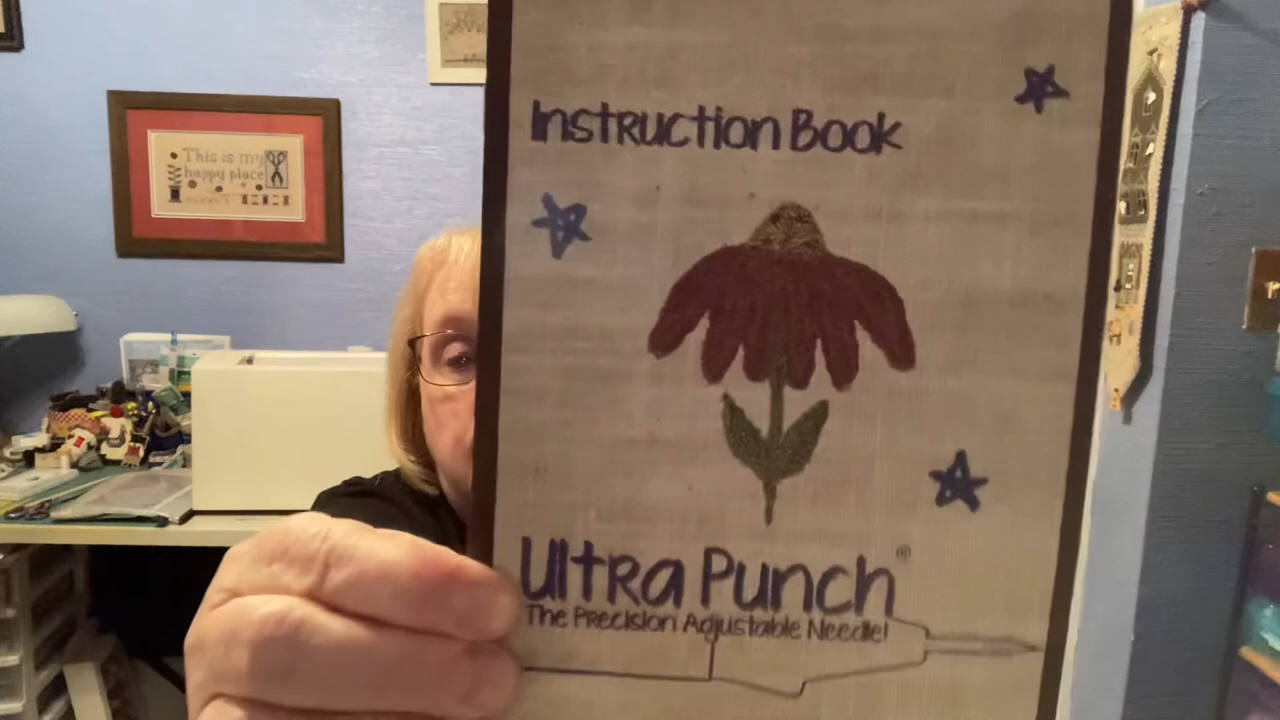 This is my
happy place
Instruction Book
Ultra Punch®
The Precision Adjustable Needle!